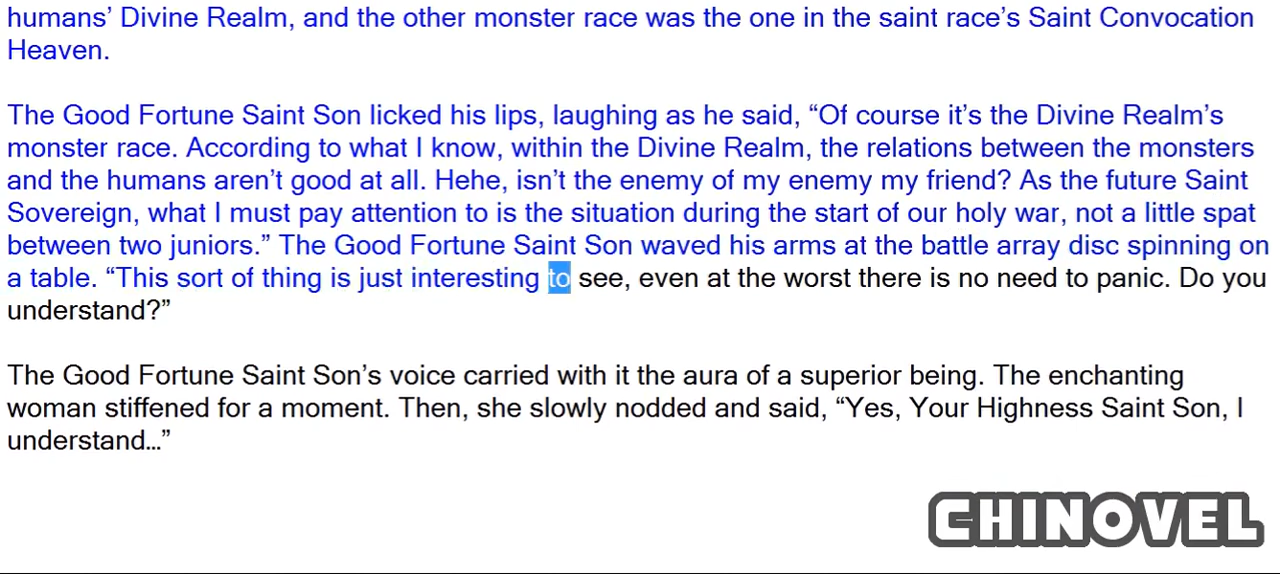 humans’ Divine Realm, and the other monster race was the one in the saint race’s Saint Convocation
Heaven.
The Good Fortune Saint Son licked his lips, laughing as he said, “Of course it’s the Divine Realm’s
monster race. According to what I know, within the Divine Realm, the relations between the monsters
and the humans aren’t good at all. Hehe, isn’t the enemy of my enemy my friend? As the future Saint
Sovereign, what I must pay attention to is the situation during the start of our holy war, not a little spat
between two juniors.” The Good Fortune Saint Son waved his arms at the battle array disc spinning on
a table. “This sort of thing is just interesting to see, even at the worst there is no need to panic. Do you
understand?”
The Good Fortune Saint Son’s voice carried with it the aura of a superior being. The enchanting
woman stiffened for a moment. Then, she slowly nodded and said, “Yes, Your Highness Saint Son, I
understand…”
CHINOVEL